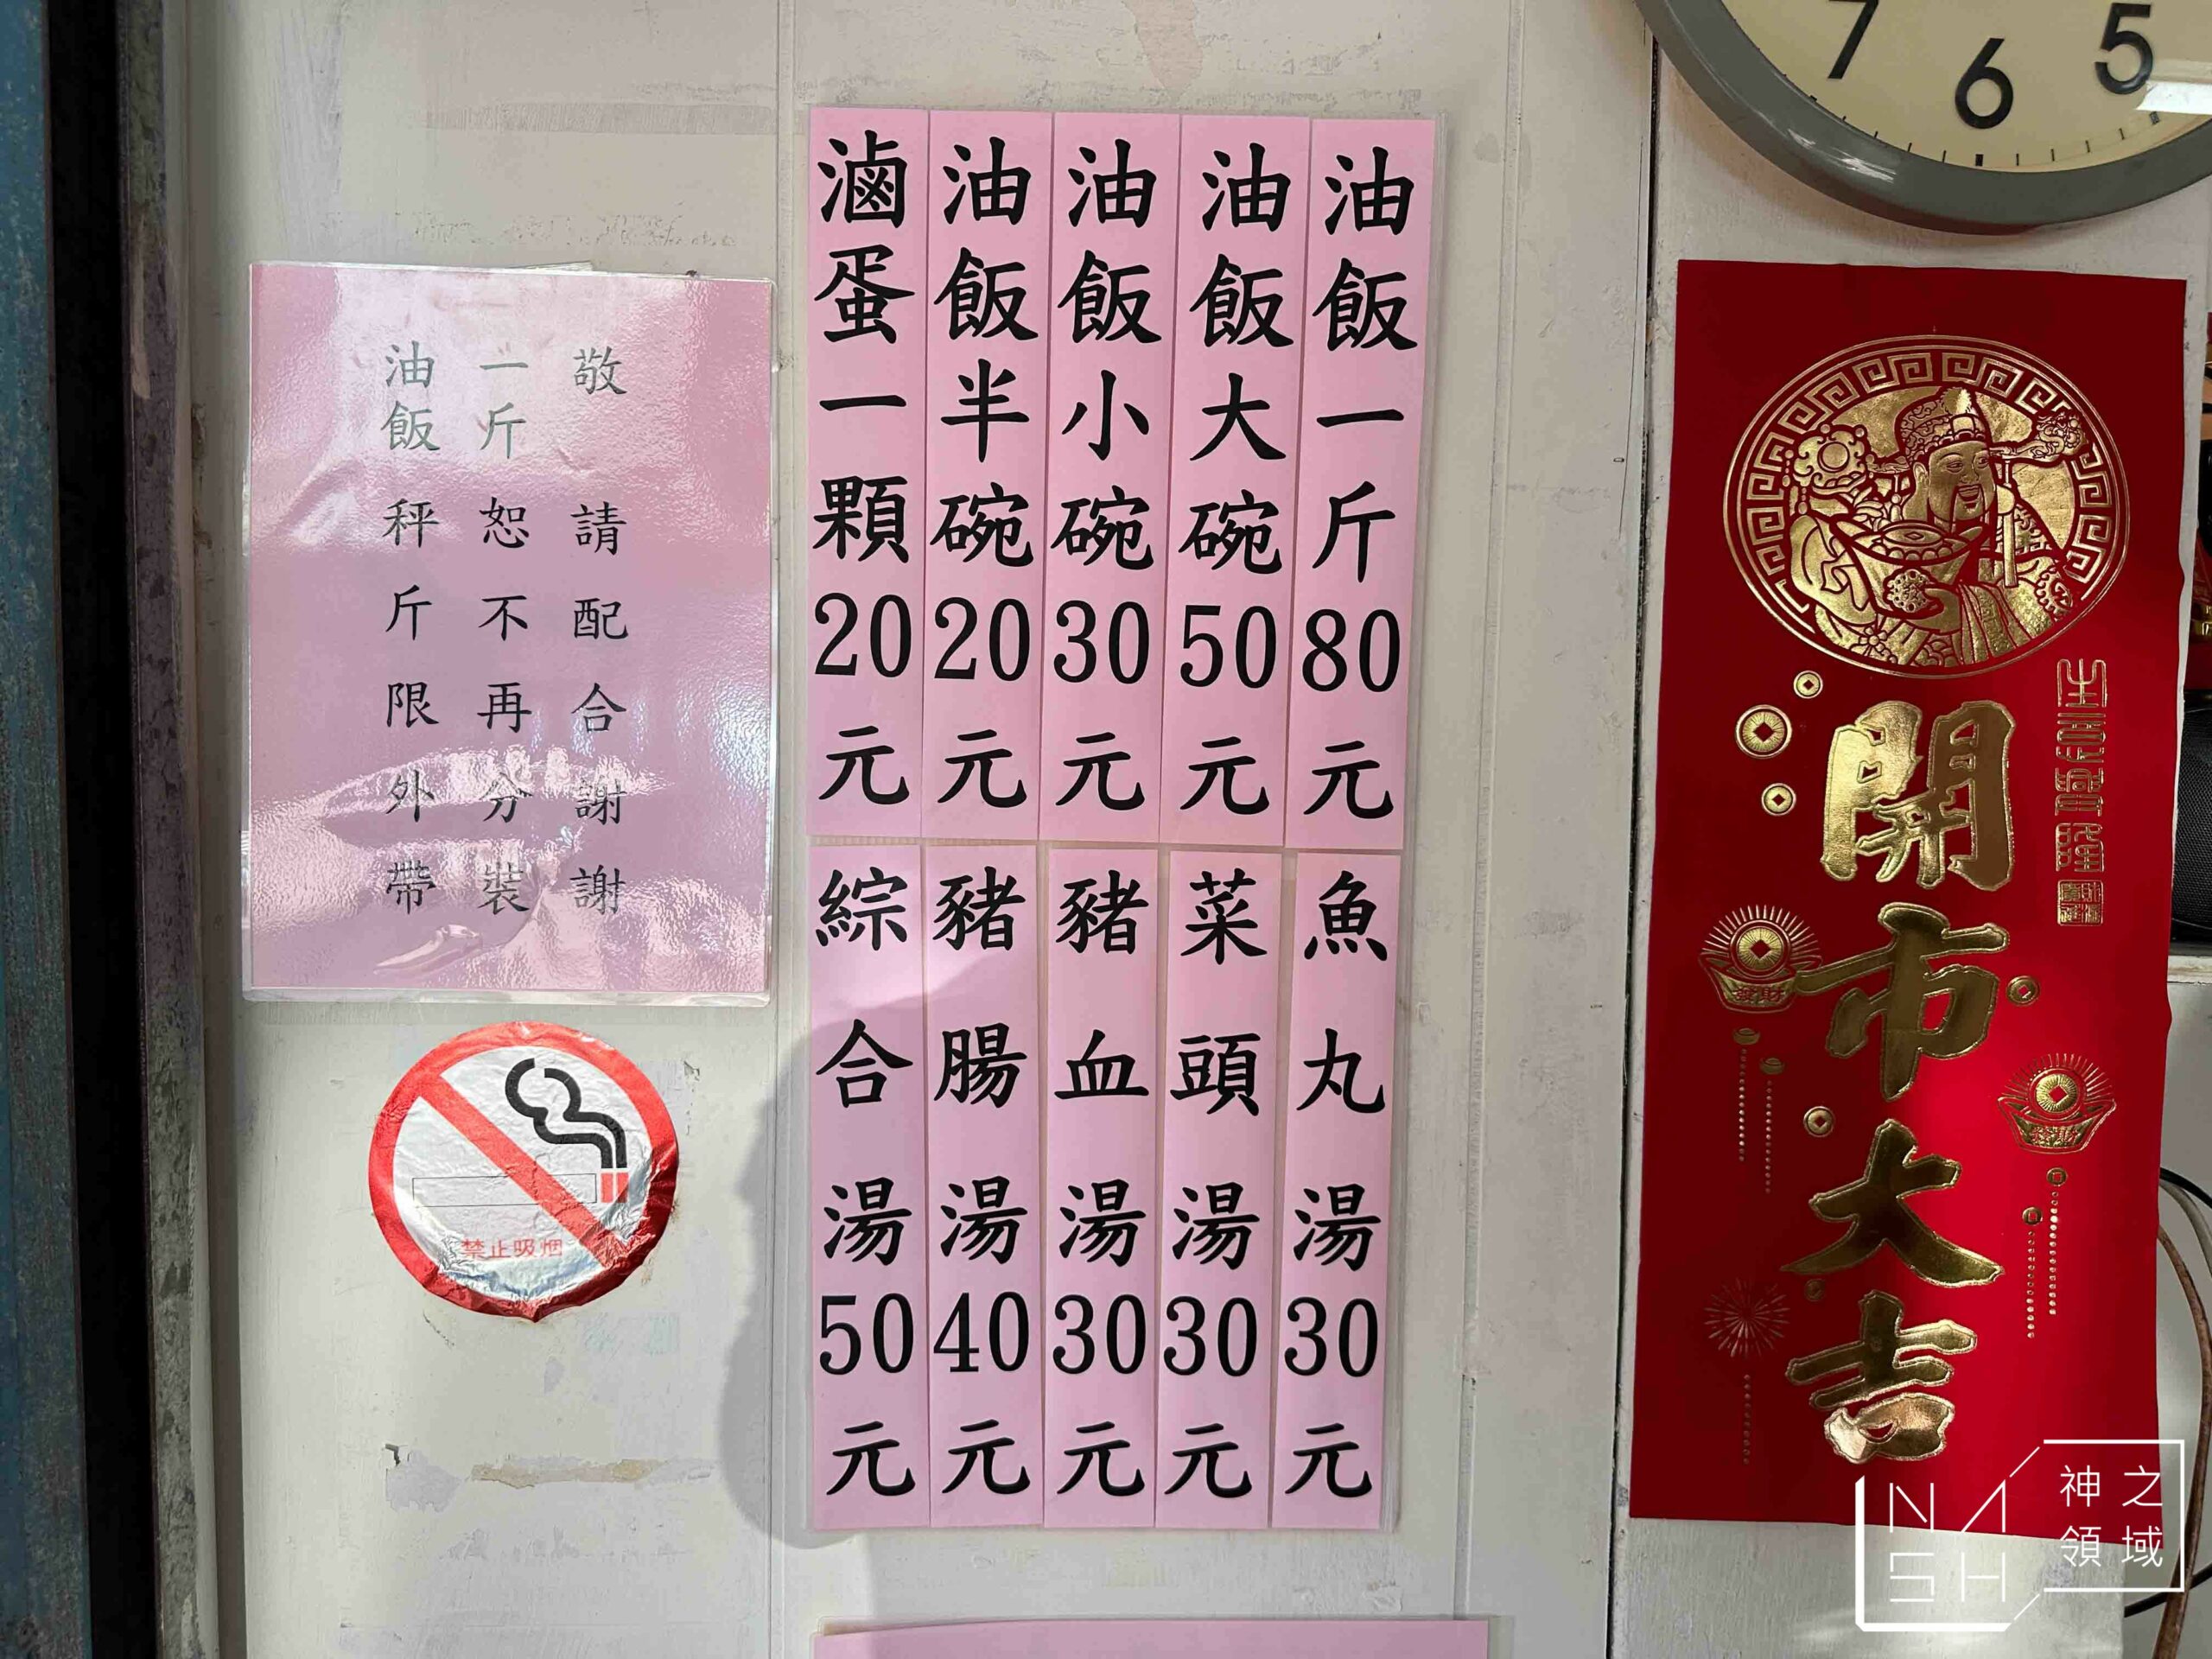 油飯一斤80元
油飯大碗50元
油飯小碗30元
油飯半碗20元
滷蛋一顆20元
魚丸湯30元
菜頭湯30元
豬血湯30元
豬腸湯40元
綜合湯50元
油飯秤斤限外帶
一斤恕不再分裝
敬請配合謝謝
禁止吸烟
7 6 5
開市大吉
NASH
神之領域